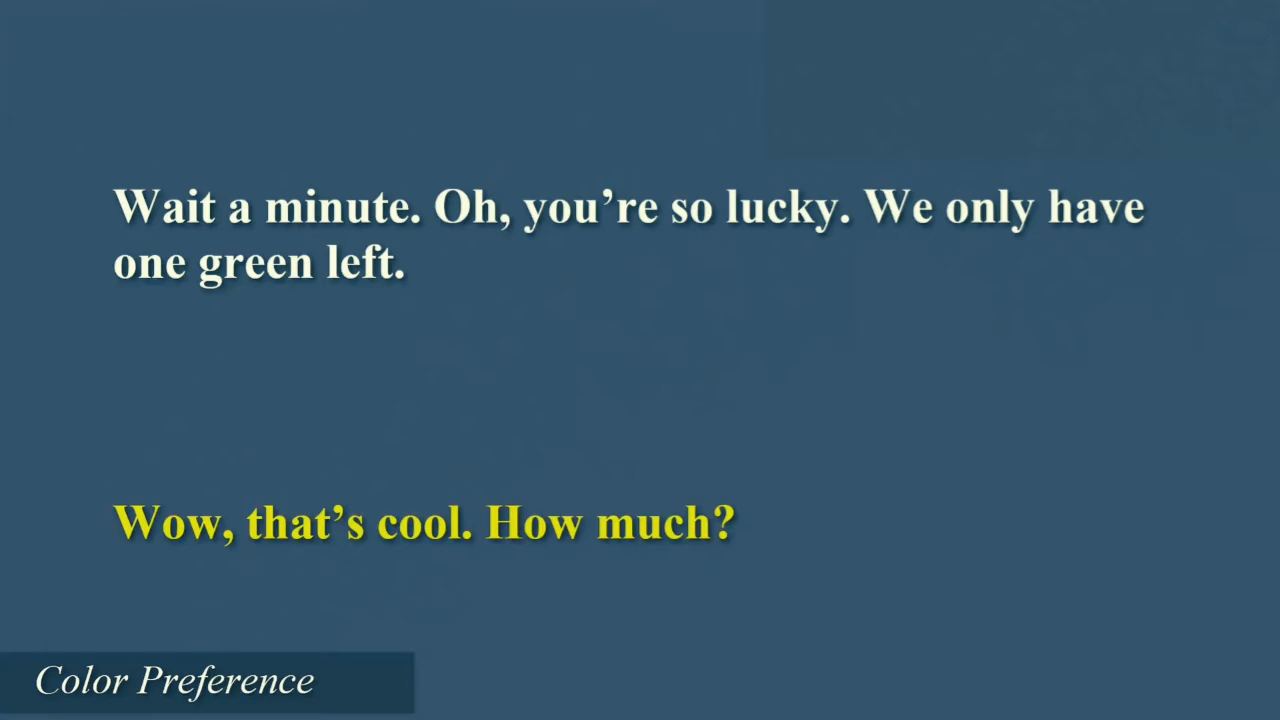 Wait a minute. Oh, you’re so lucky. We only have
one green left.
Wow, that’s cool. How much?
Color Preference